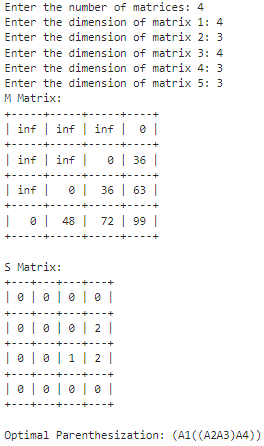 Enter the number of matrices: 4
Enter the dimension of matrix 1: 4
Enter the dimension of matrix 2: 3
Enter the dimension of matrix 3: 4
Enter the dimension of matrix 4: 3
Enter the dimension of matrix 5: 3
M Matrix:
+-----+-----+-----+----+
| inf | inf | inf |  0 |
+-----+-----+-----+----+
| inf | inf |   0 | 36 |
+-----+-----+-----+----+
| inf |   0 |  36 | 63 |
+-----+-----+-----+----+
|   0 |  48 |  72 | 99 |
+-----+-----+-----+----+
S Matrix:
+---+---+---+---+
| 0 | 0 | 0 | 0 |
+---+---+---+---+
| 0 | 0 | 0 | 2 |
+---+---+---+---+
| 0 | 0 | 1 | 2 |
+---+---+---+---+
| 0 | 0 | 0 | 0 |
+---+---+---+---+
Optimal Parenthesization: (A1((A2A3)A4))